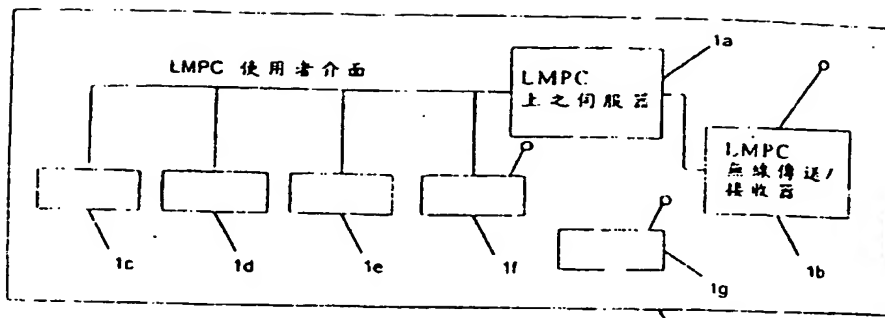 1a
LMPC 使用者介面
LMPC
上之伺服器
LMPC
無線傳送/
接收器
1c
1d
1e
1f
1g
1b